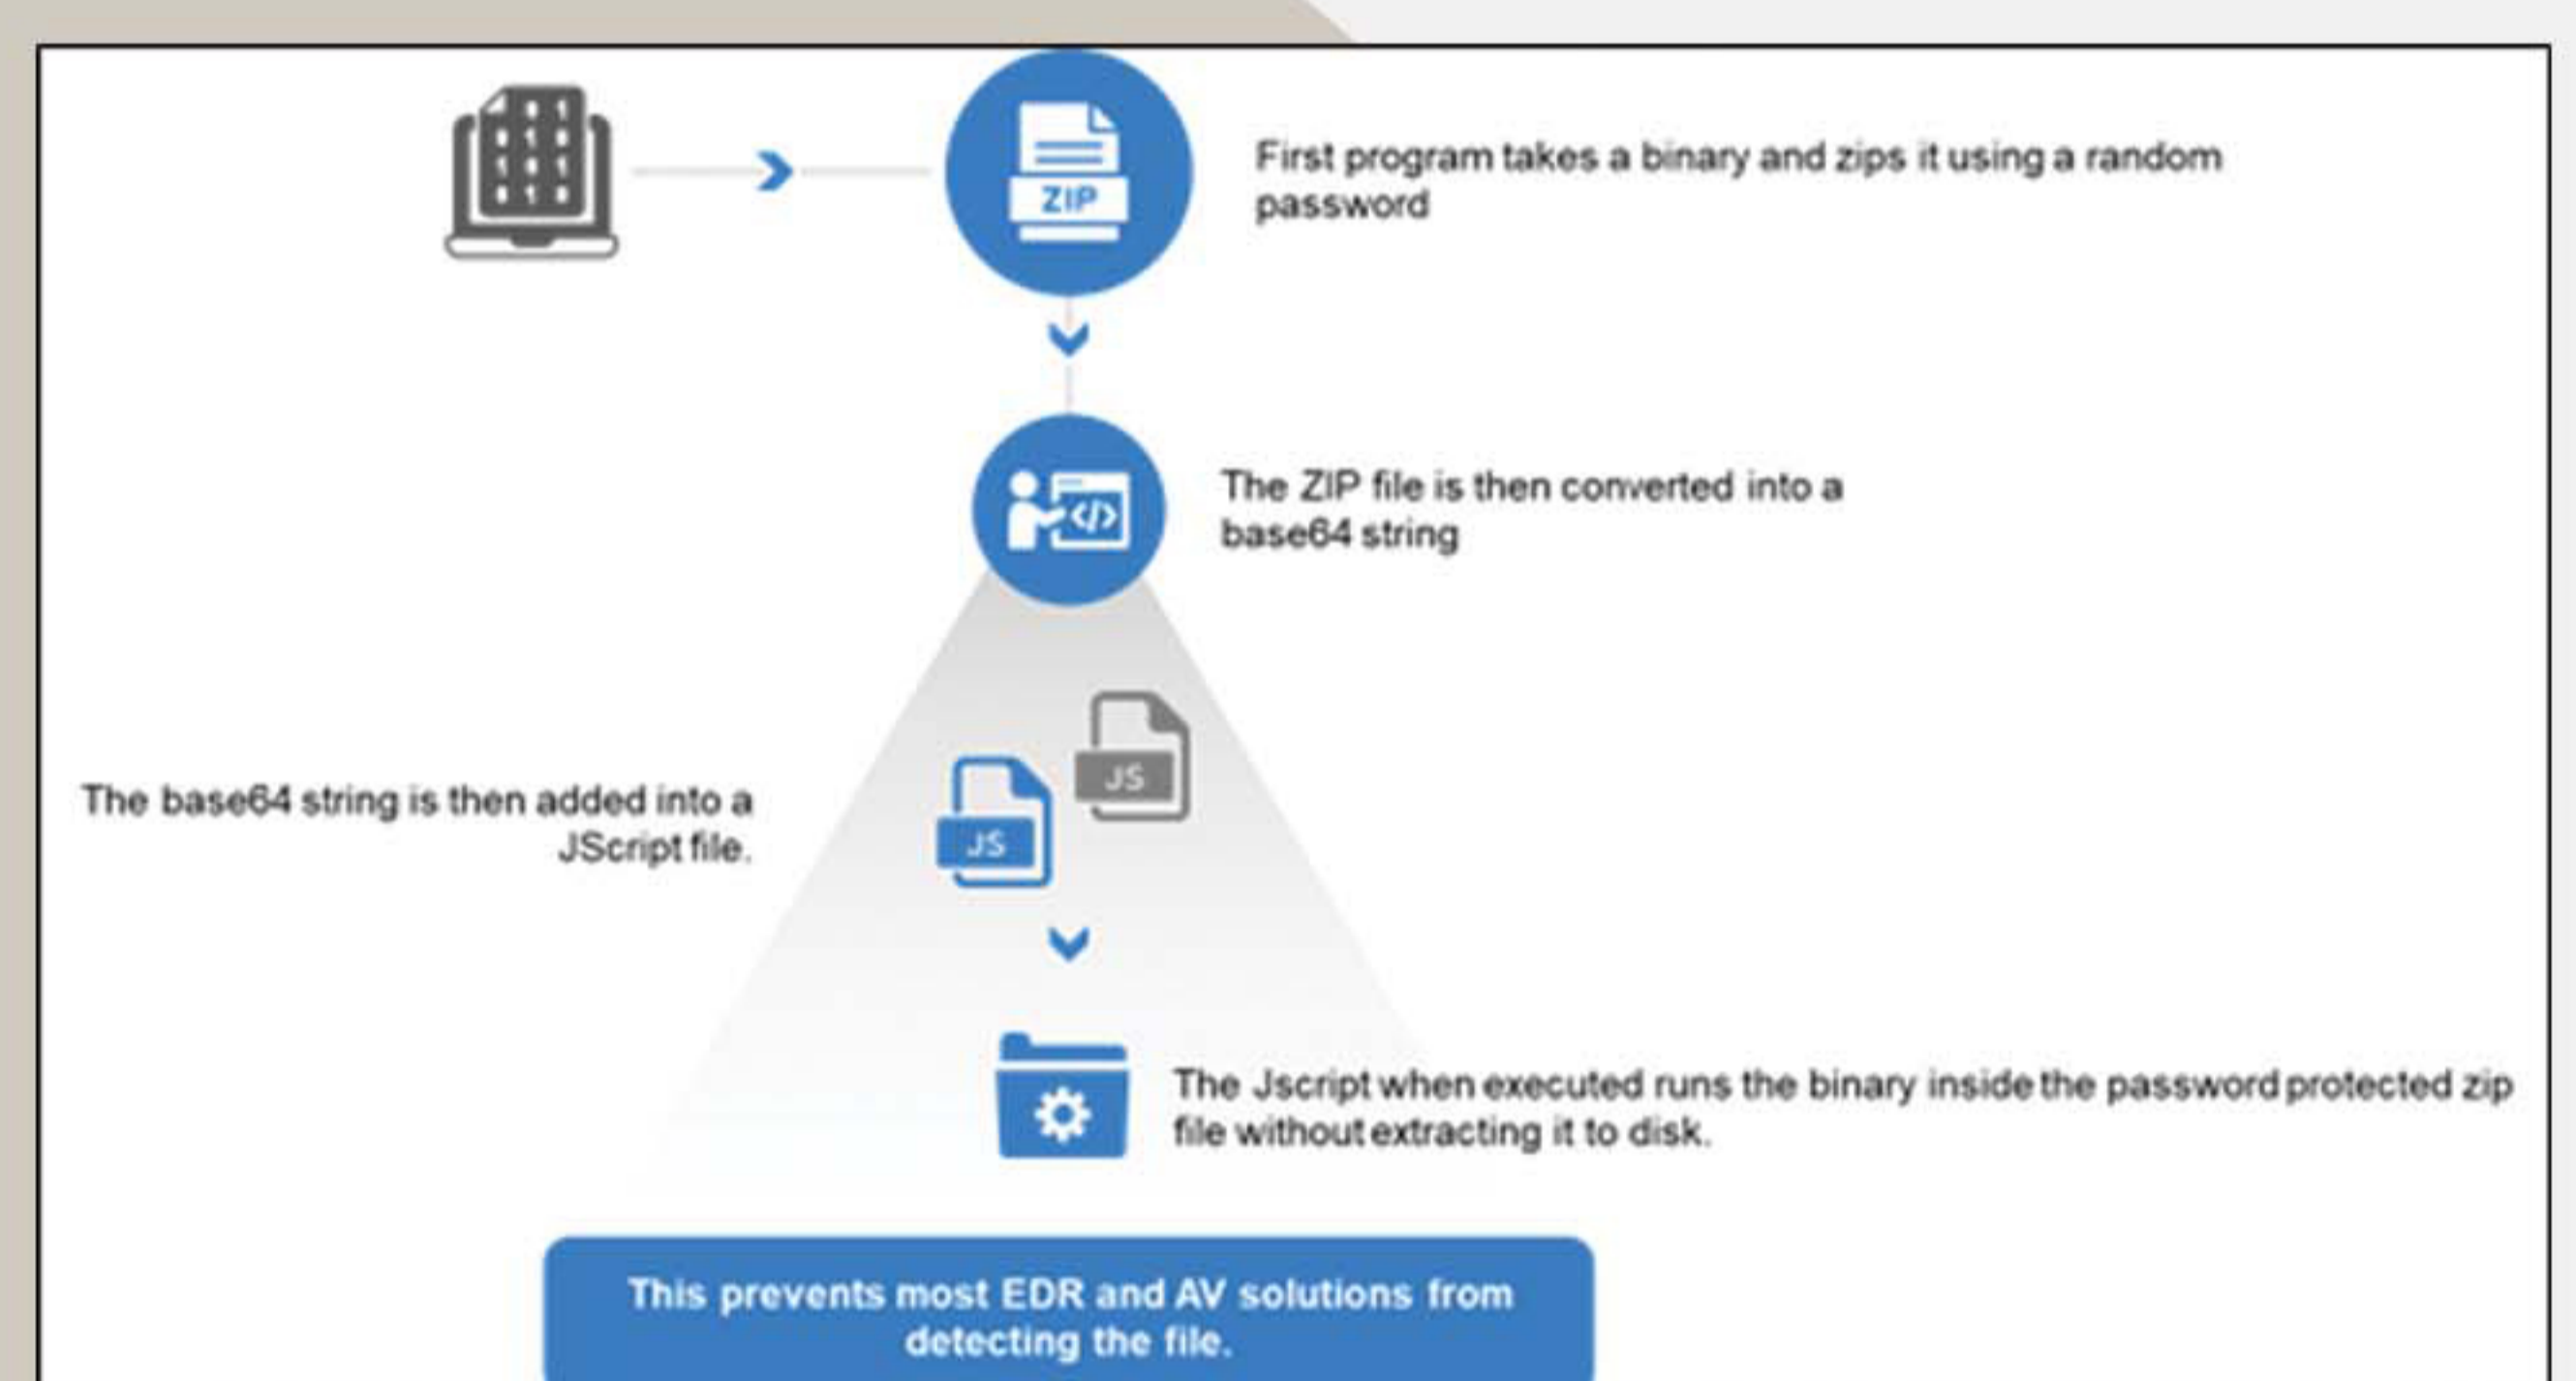 First program takes a binary and zips it using a random
password
ZIP
The ZIP file is then converted into a
base64 string
JS
The base64 string is then added into a
JScript file.
JS
The Jscript when executed runs the binary inside the password protected zip
file without extracting it to disk.
This prevents most EDR and AV solutions from
detecting the file.